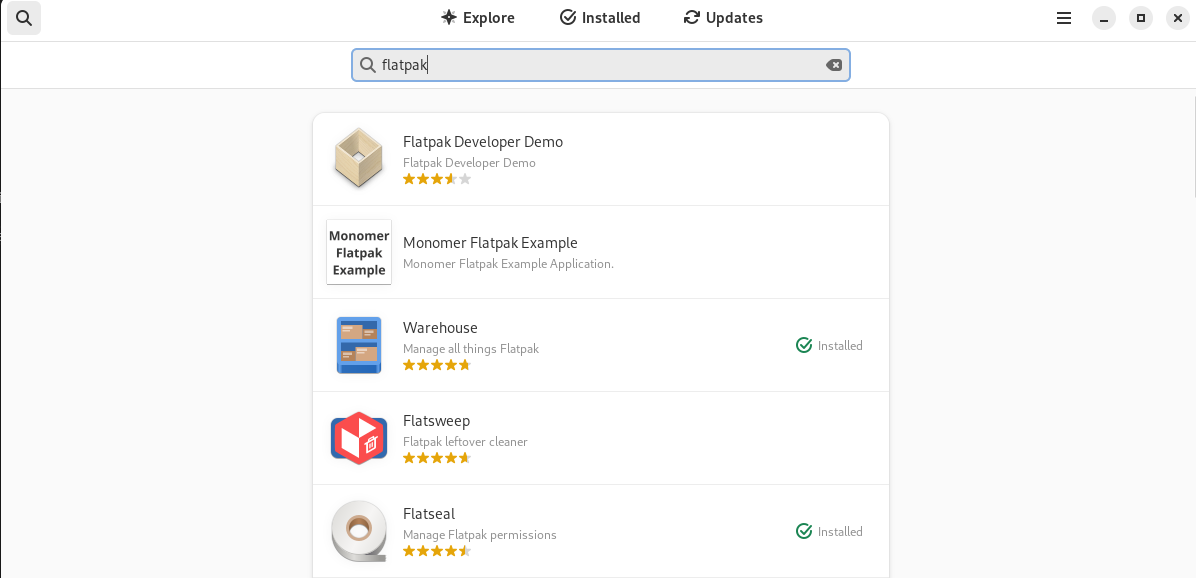 Explore
Installed
Updates
flatpak
Flatpak Developer Demo
Flatpak Developer Demo
Monomer
Flatpak
Example
Monomer Flatpak Example
Monomer Flatpak Example Application.
Warehouse
Manage all things Flatpak
Installed
Flatsweep
Flatpak leftover cleaner
Flatseal
Manage Flatpak permissions
Installed